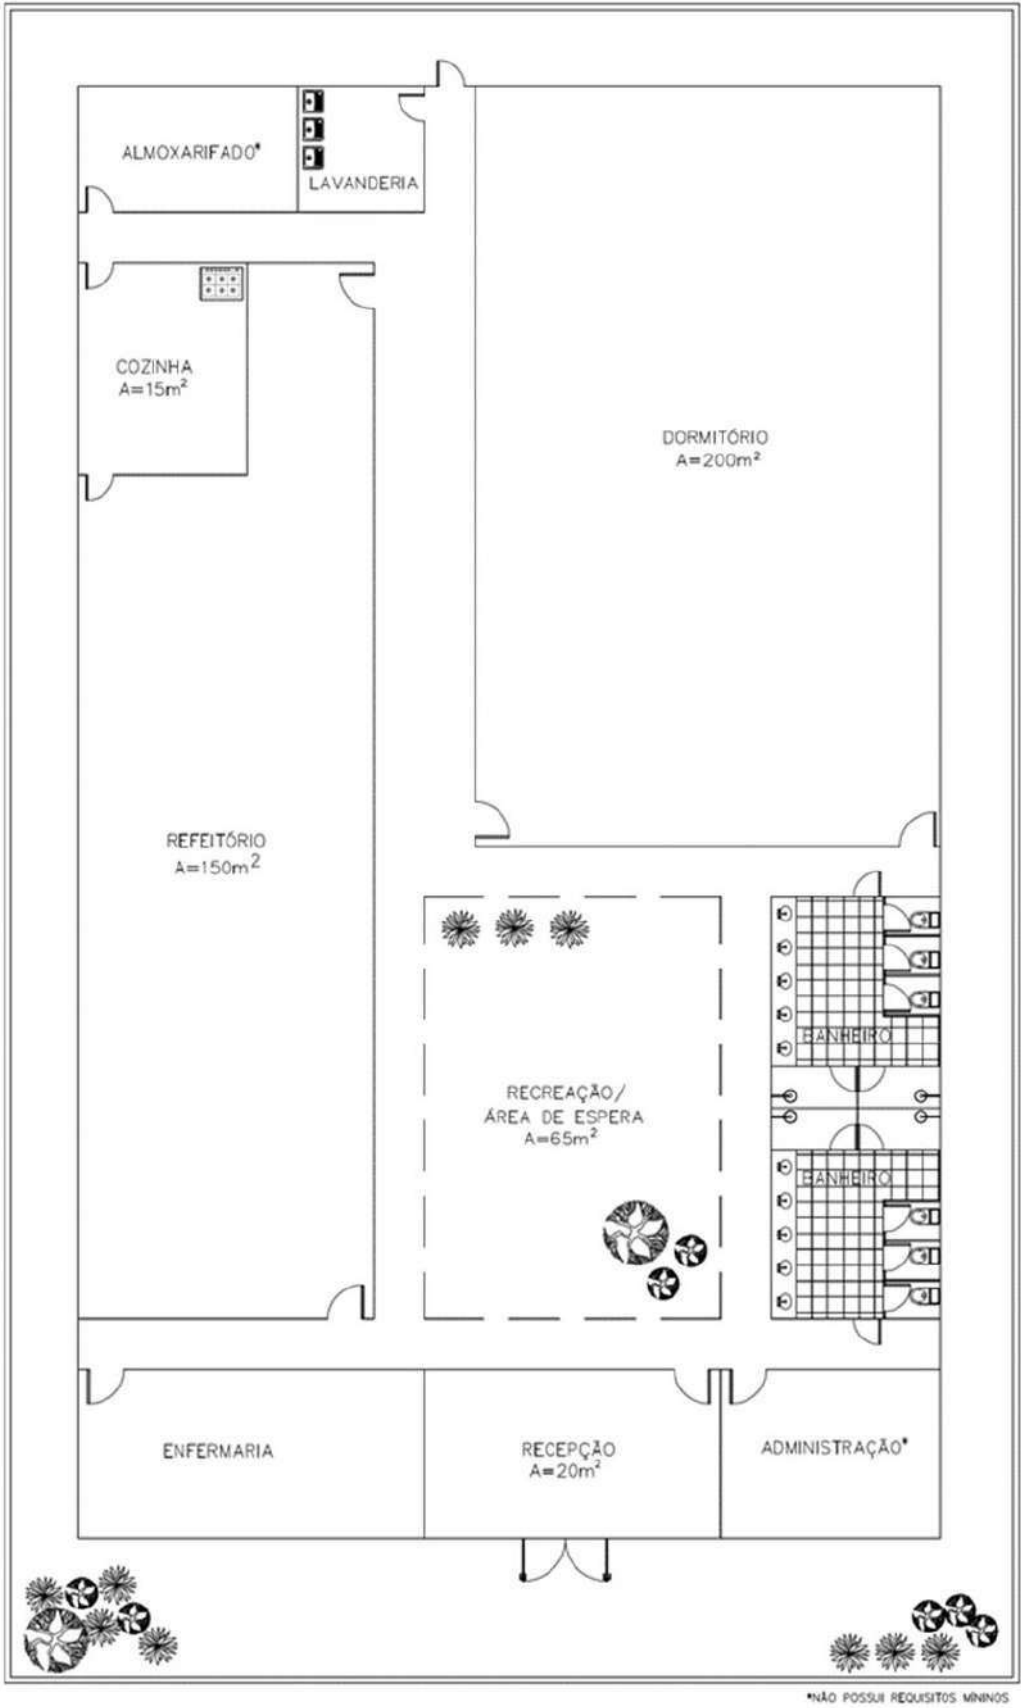 ALMOXARIFADO*
LAVANDERIA
COZINHA
A=15m²
DORMITÓRIO
A=200m²
REFEITÓRIO
A=150m²
BANHEIRO
RECREAÇÃO/
ÁREA DE ESPERA
A=65m²
BANHEIRO
ENFERMARIA
RECEPÇÃO
A=20m²
ADMINISTRAÇÃO*
*NÃO POSSUI REQUISITOS MÍNINOS